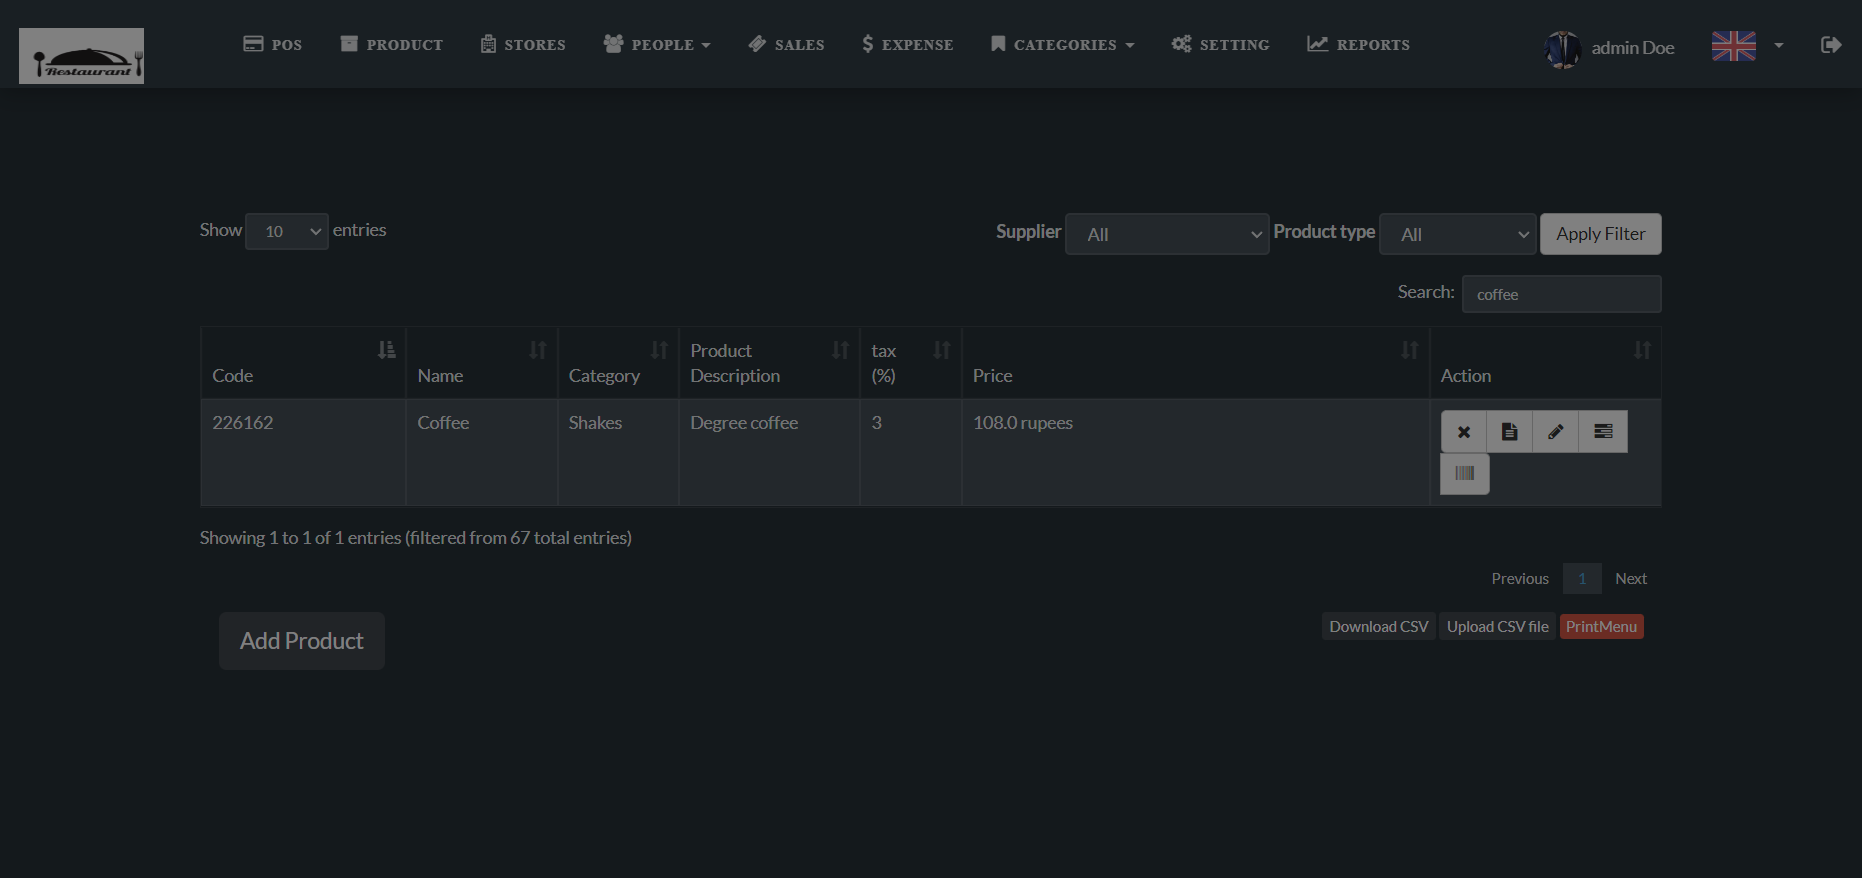 Restaurant
POS PRODUCT STORES PEOPLE SALES EXPENSE CATEGORIES SETTING REPORTS admin Doe
Show 10 entries
Supplier All Product type All Apply Filter
Search: coffee
Code Name Category Product Description tax (%) Price Action
226162 Coffee Shakes Degree coffee 3 108.0 rupees
Showing 1 to 1 of 1 entries (filtered from 67 total entries)
Previous 1 Next
Add Product
Download CSV Upload CSV file PrintMenu